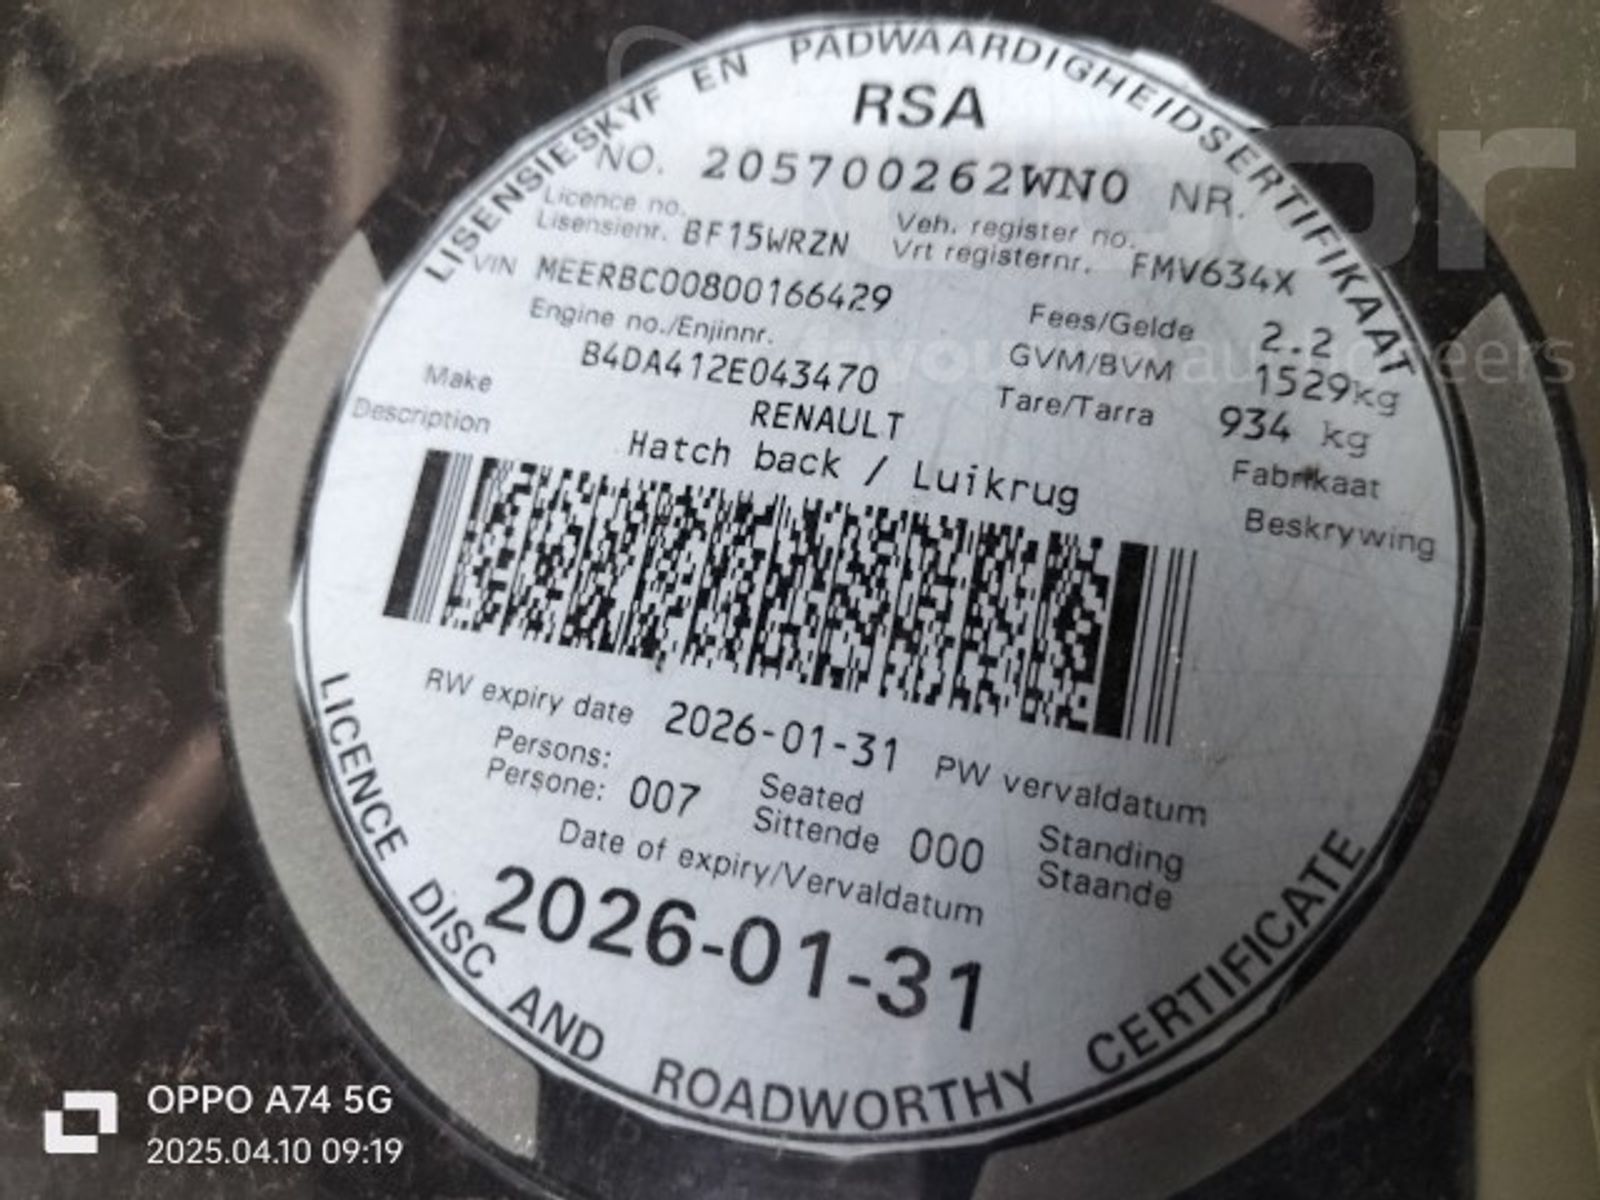 LISENSIESKYF EN PADWAARDIGHEIDSERTIFIKAAT
RSA
NO. 205700262WN0 NR.
Licence no. Veh. register no.
Lisensienr. BF15WRZN Vrt registernr. FMV634X
VIN MEERBC00800166429
Fees/Gelde 2.2
Engine no./Enjinnr.
GVM/BVM 1529kg
B4DA412E043470
Tare/Tarra 934 kg
Make RENAULT Fabrikaat
Description Hatch back / Luikrug Beskrywing
RW expiry date 2026-01-31 PW vervaldatum
Persons: Seated Standing
Persone: 007 Sittende 000 Staande
Date of expiry/Vervaldatum
2026-01-31
LICENCE DISC AND ROADWORTHY CERTIFICATE
OPPO A74 5G
2025.04.10 09:19